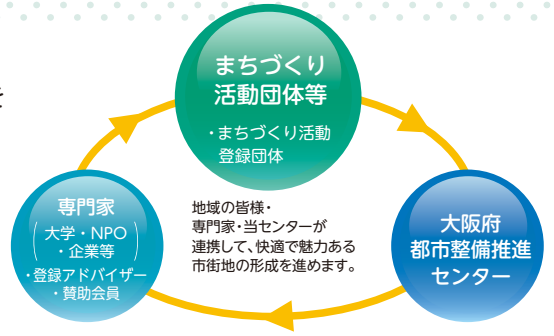 を
まちづくり
活動団体等
・まちづくり活動
登録団体
専門家
(大学・NPO
・企業等)
・登録アドバイザー
・賛助会員
地域の皆様・
専門家・当センターが
連携して、快適で魅力ある
市街地の形成を進めます。
大阪府
都市整備推進
センター